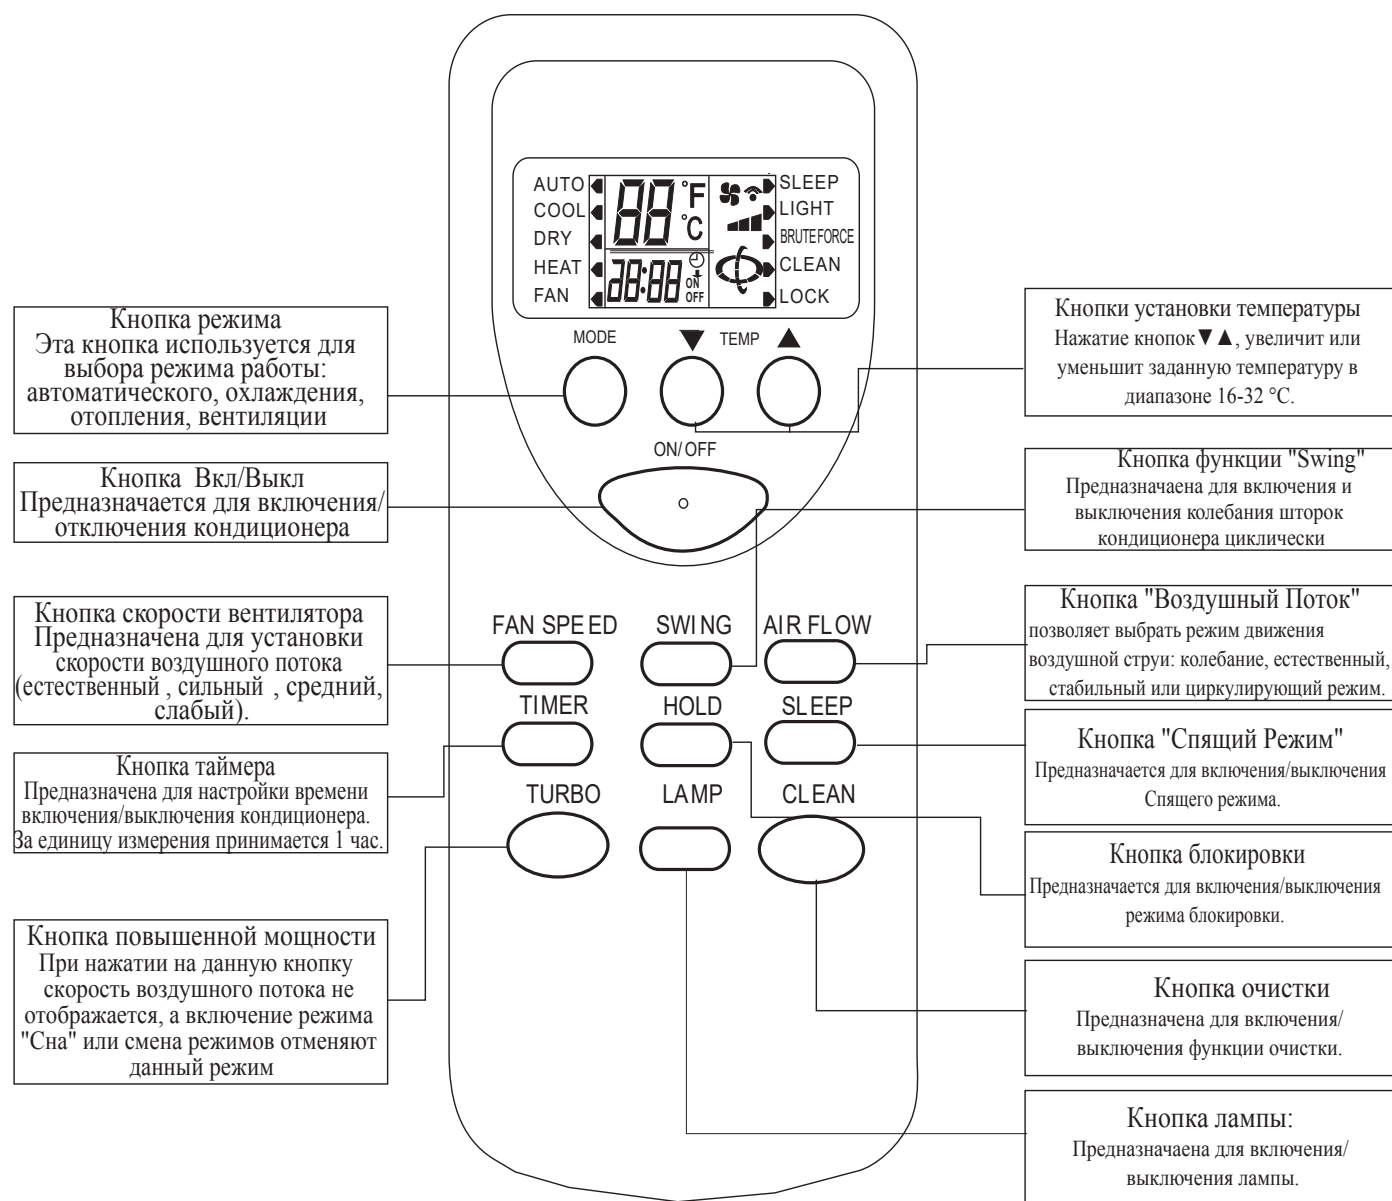 AUTO
COOL
DRY
HEAT
FAN
88 °F
°C
88:88 ON
OFF
SLEEP
LIGHT
BRUTE FORCE
CLEAN
LOCK
MODE
▼ TEMP ▲
ON/OFF
FAN SPEED SWING AIR FLOW
TIMER HOLD SLEEP
TURBO LAMP CLEAN
Кнопка режима
Эта кнопка используется для
выбора режима работы:
автоматического, охлаждения,
отопления, вентиляции
Кнопка Вкл/Выкл
Предназначается для включения/
отключения кондиционера
Кнопка скорости вентилятора
Предназначена для установки
скорости воздушного потока
(естественный , сильный , средний,
слабый).
Кнопка таймера
Предназначена для настройки времени
включения/выключения кондиционера.
За единицу измерения принимается 1 час.
Кнопка повышенной мощности
При нажатии на данную кнопку
скорость воздушного потока не
отображается, а включение режима
"Сна" или смена режимов отменяют
данный режим
Кнопки установки температуры
Нажатие кнопок▼▲, увеличит или
уменьшит заданную температуру в
диапазоне 16-32 °C.
Кнопка функции "Swing"
Предназначаена для включения и
выключения колебания шторок
кондиционера циклически
Кнопка "Воздушный Поток"
позволяет выбрать режим движения
воздушной струи: колебание, естественный,
стабильный или циркулирующий режим.
Кнопка "Спящий Режим"
Предназначается для включения/выключения
Спящего режима.
Кнопка блокировки
Предназначается для включения/выключения
режима блокировки.
Кнопка очистки
Предназначена для включения/
выключения функции очистки.
Кнопка лампы:
Предназначаена для включения/
выключения лампы.